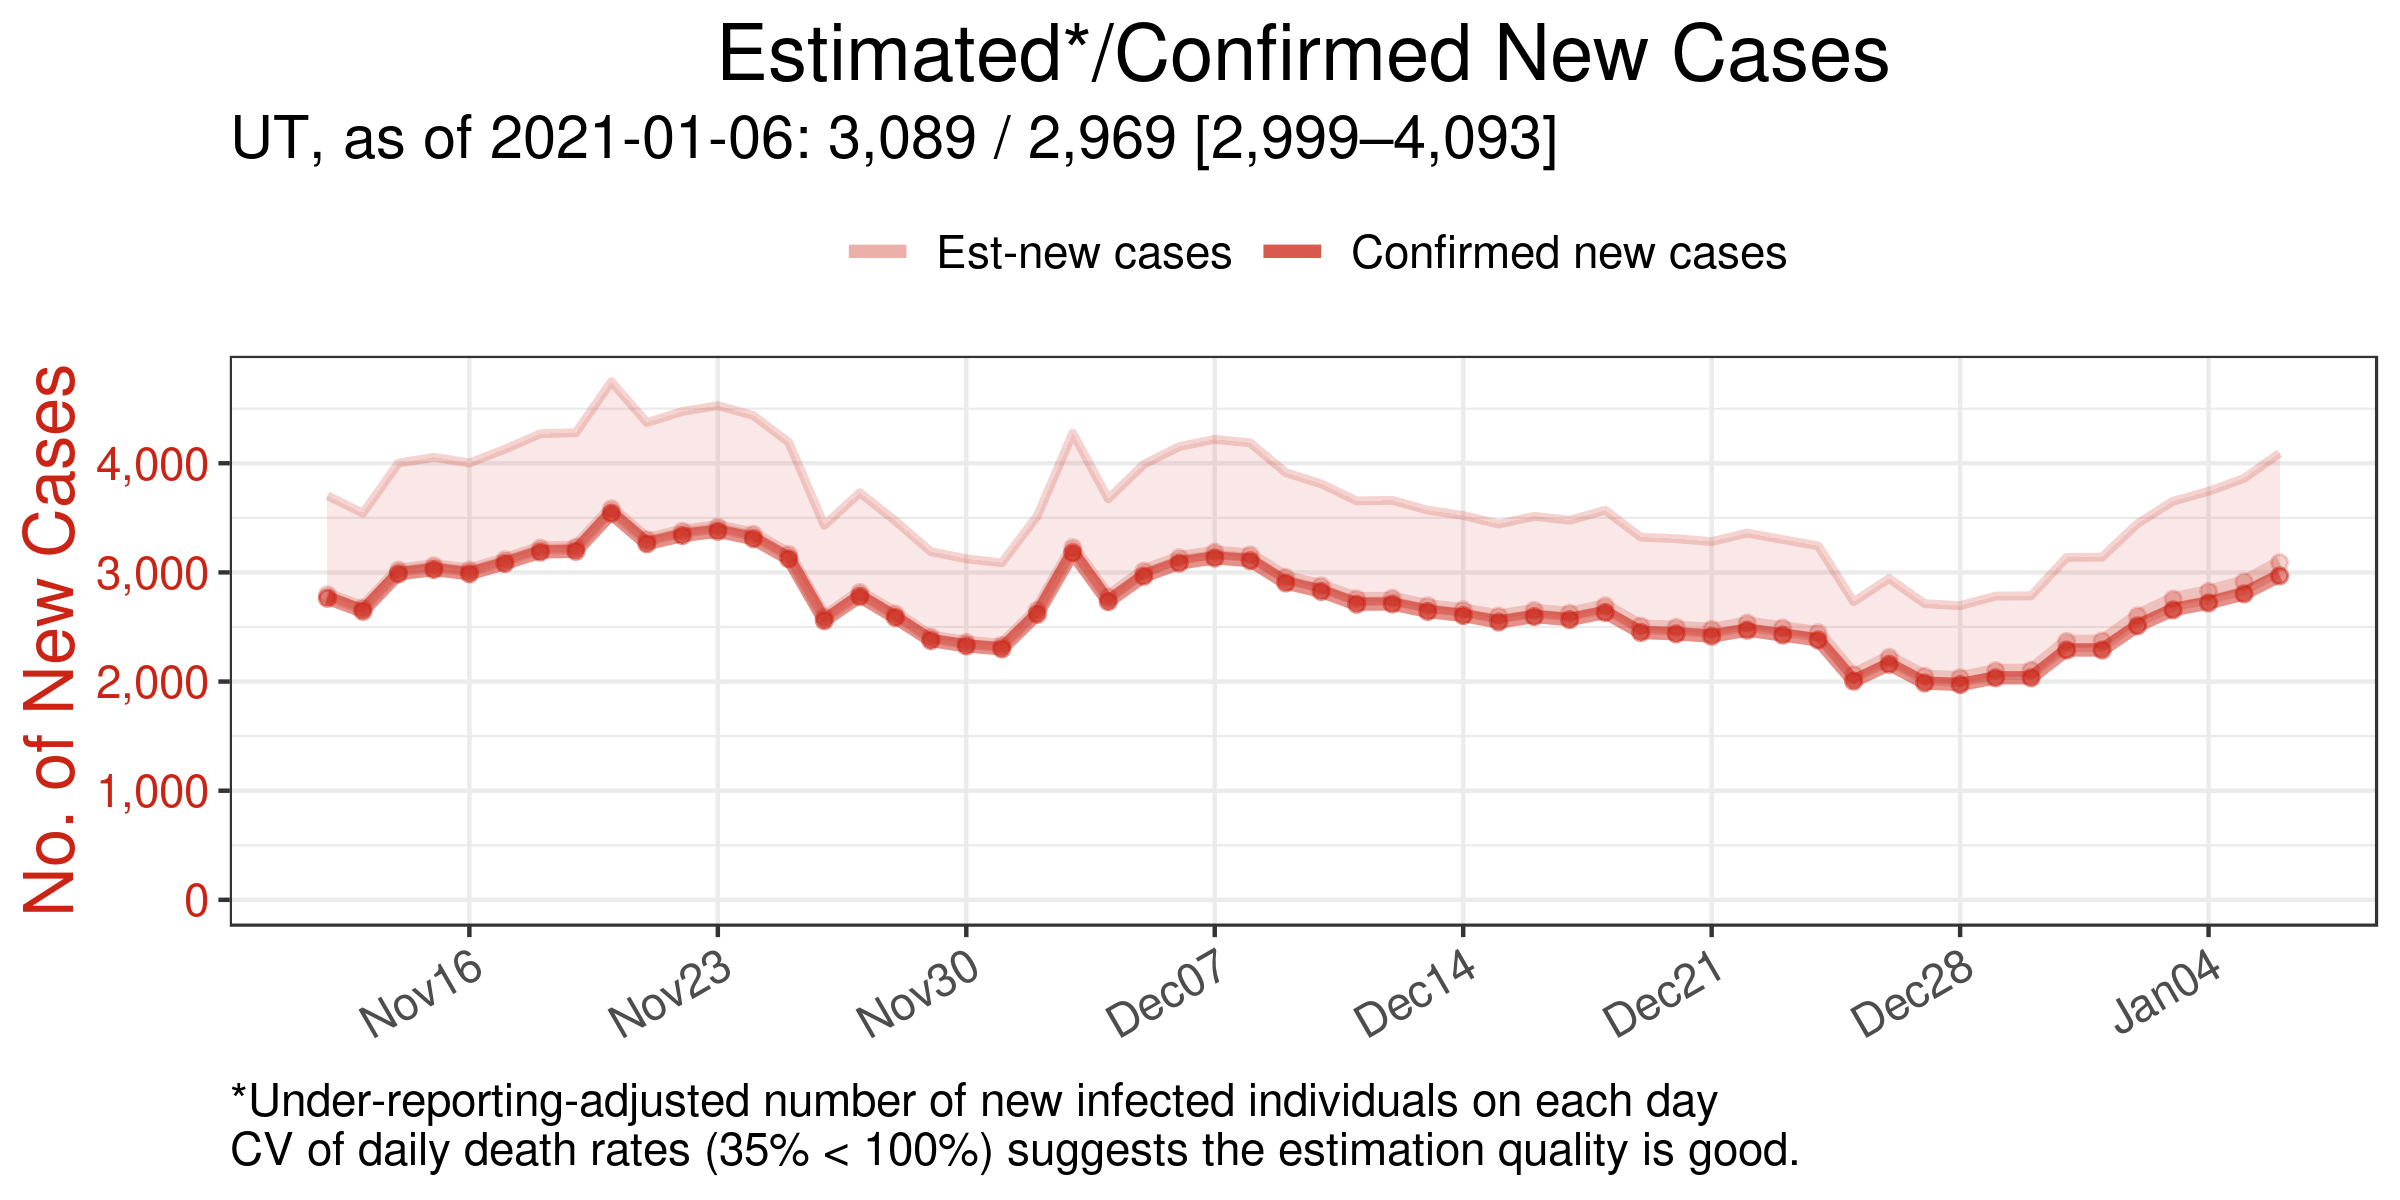 Estimated*/Confirmed New Cases
UT, as of 2021-01-06: 3,089 / 2,969 [2,999–4,093]
Est-new cases Confirmed new cases
No. of New Cases
4,000
3,000
2,000
1,000
0
Nov16 Nov23 Nov30 Dec07 Dec14 Dec21 Dec28 Jan04
*Under-reporting-adjusted number of new infected individuals on each day
CV of daily death rates (35% < 100%) suggests the estimation quality is good.